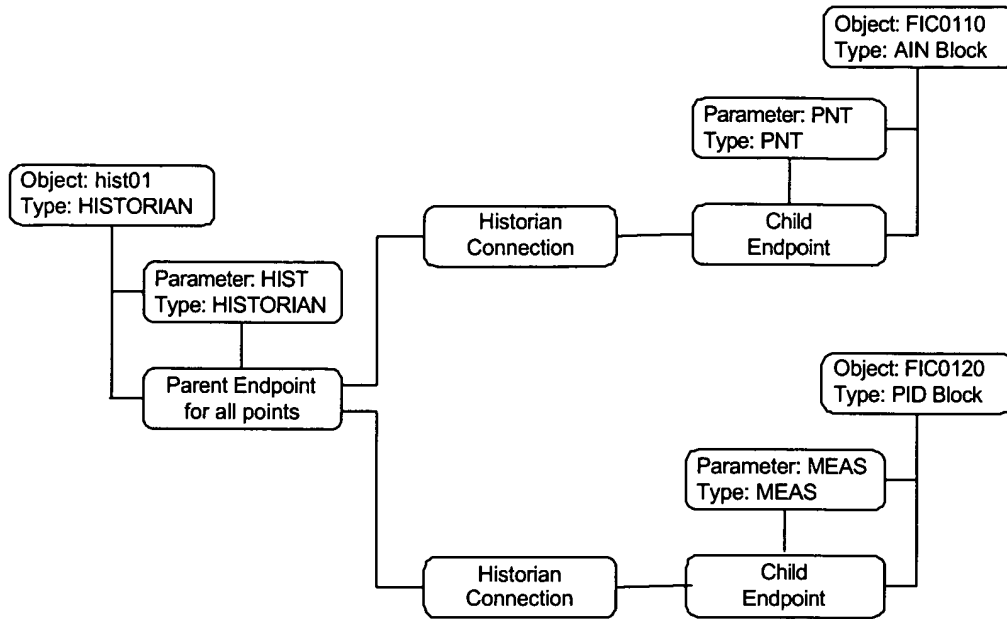 Object: FIC0110
Type: AIN Block
Parameter: PNT
Type: PNT
Object: hist01
Type: HISTORIAN
Historian
Connection
Child
Endpoint
Parameter: HIST
Type: HISTORIAN
Parent Endpoint
for all points
Object: FIC0120
Type: PID Block
Parameter: MEAS
Type: MEAS
Historian
Connection
Child
Endpoint